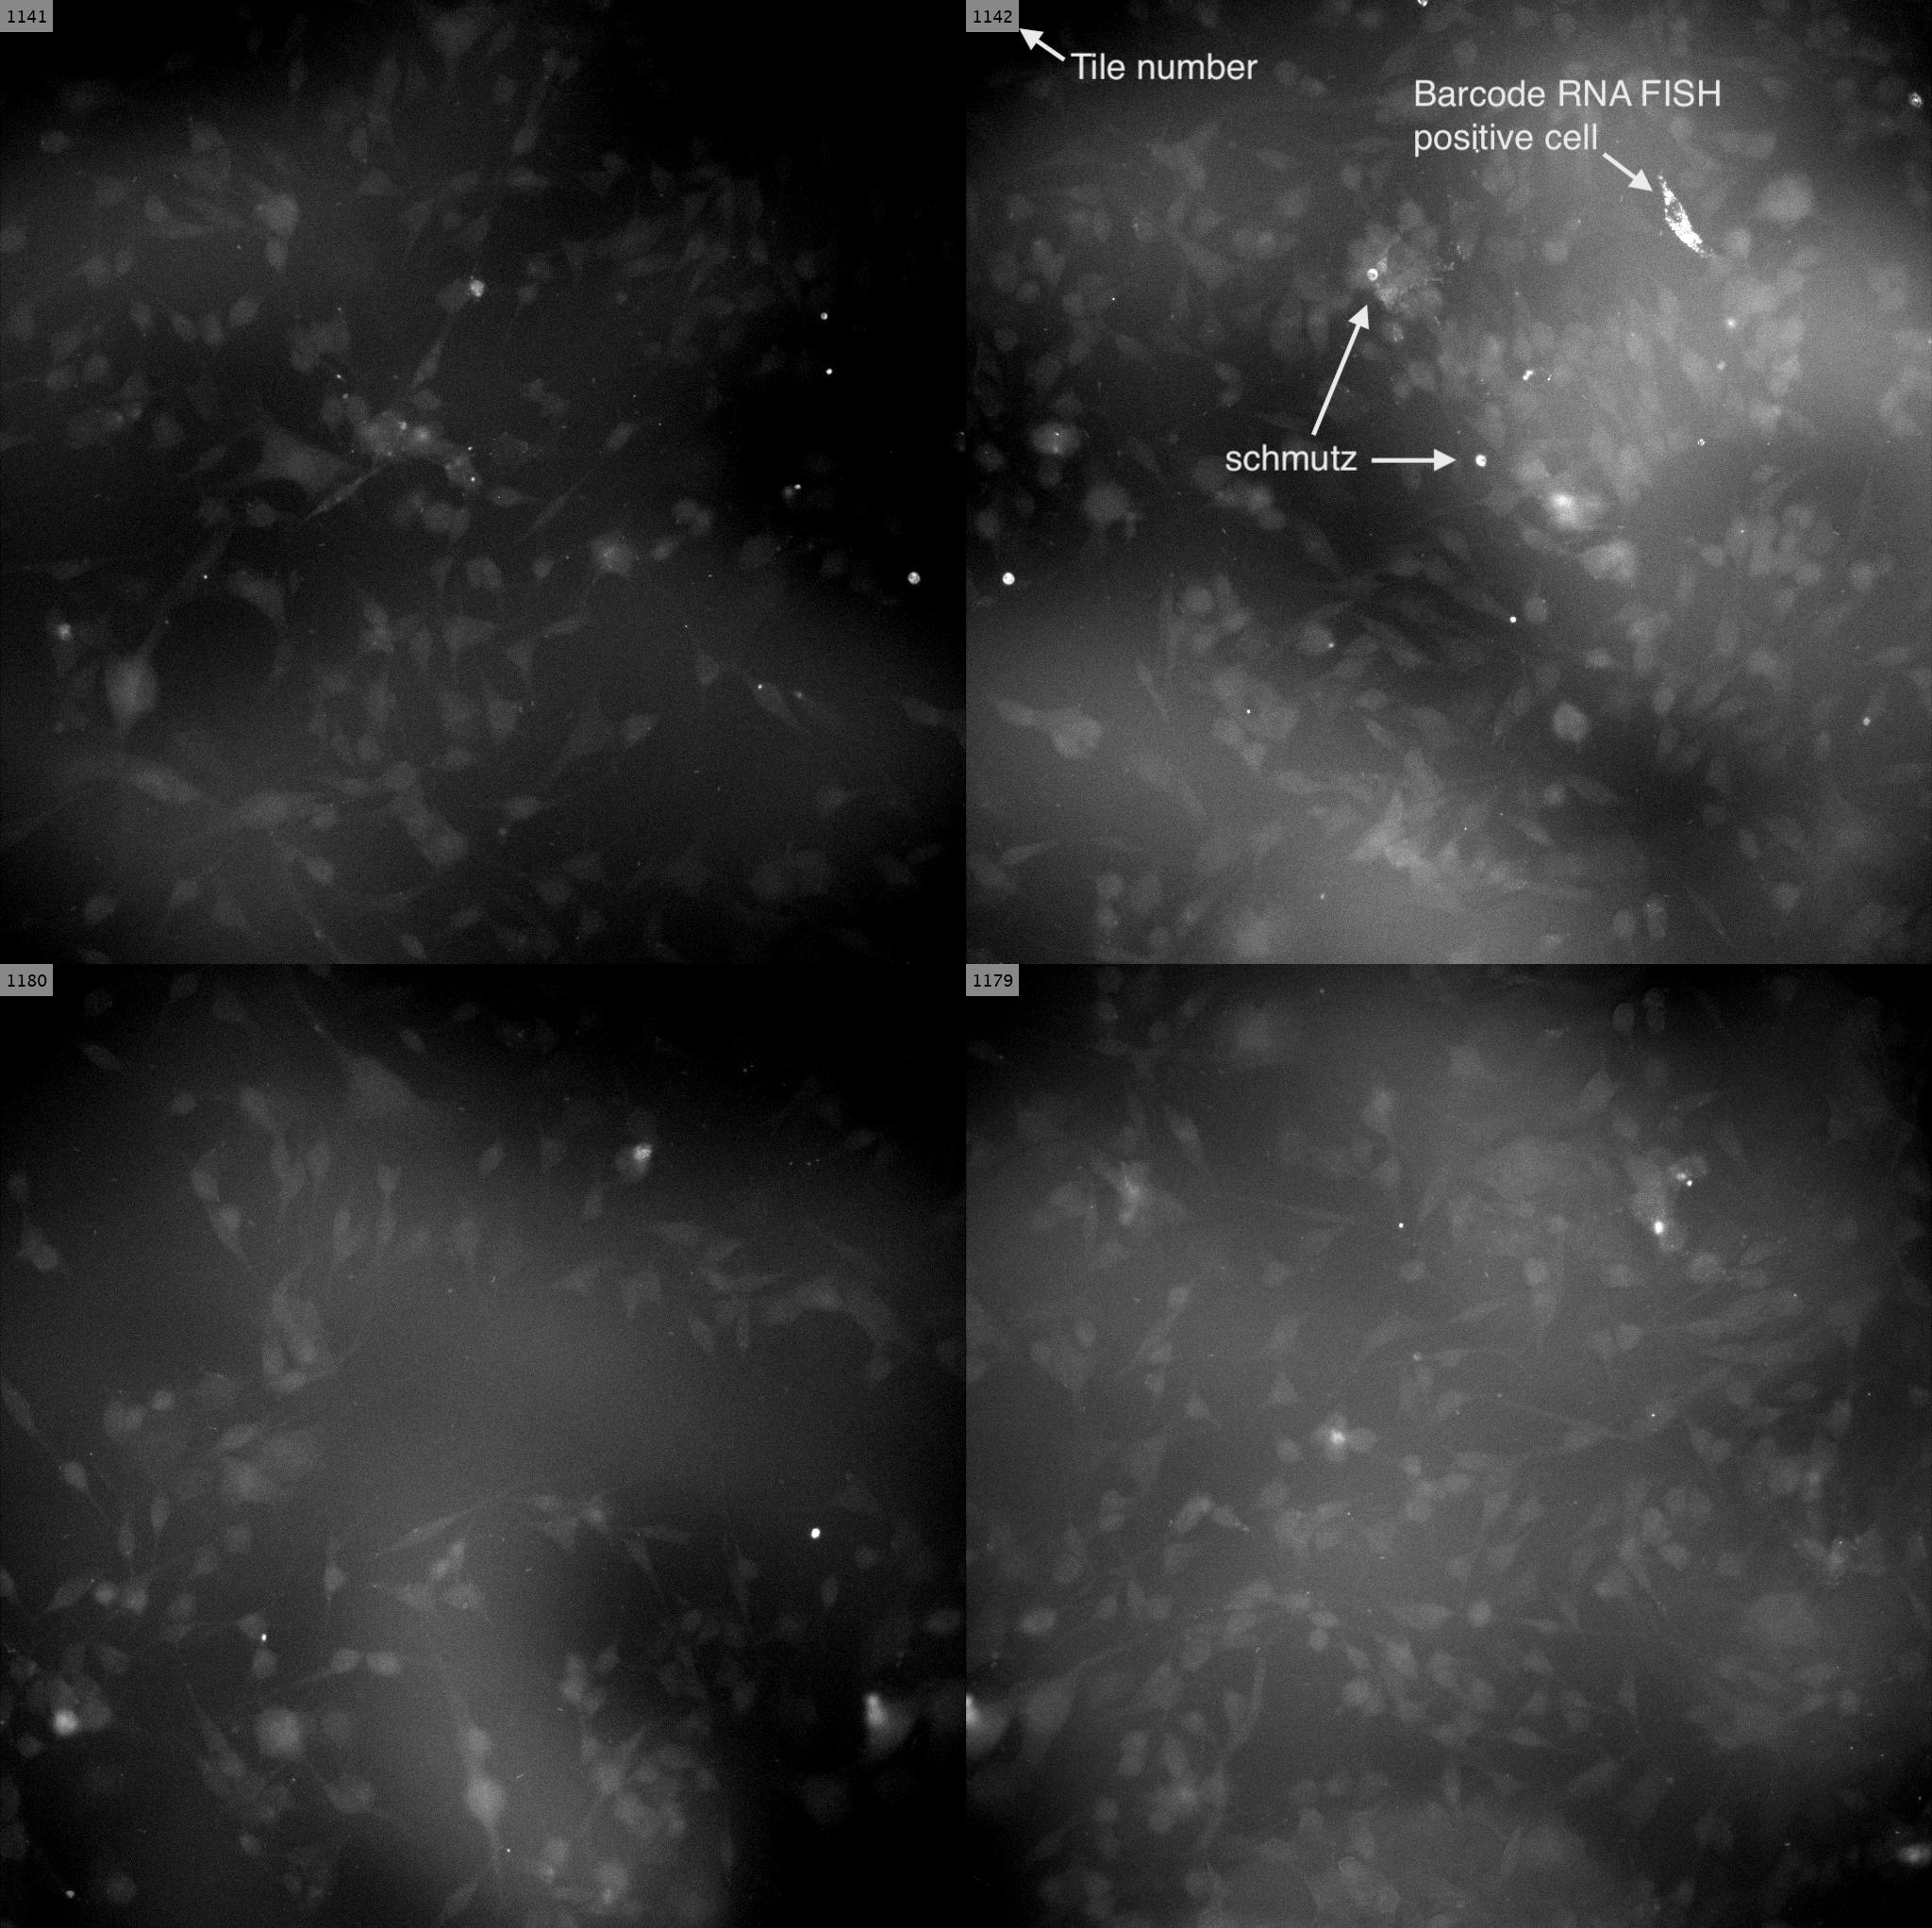 1141
1142
Tile number
Barcode RNA FISH
positive cell
schmutz
1180
1179